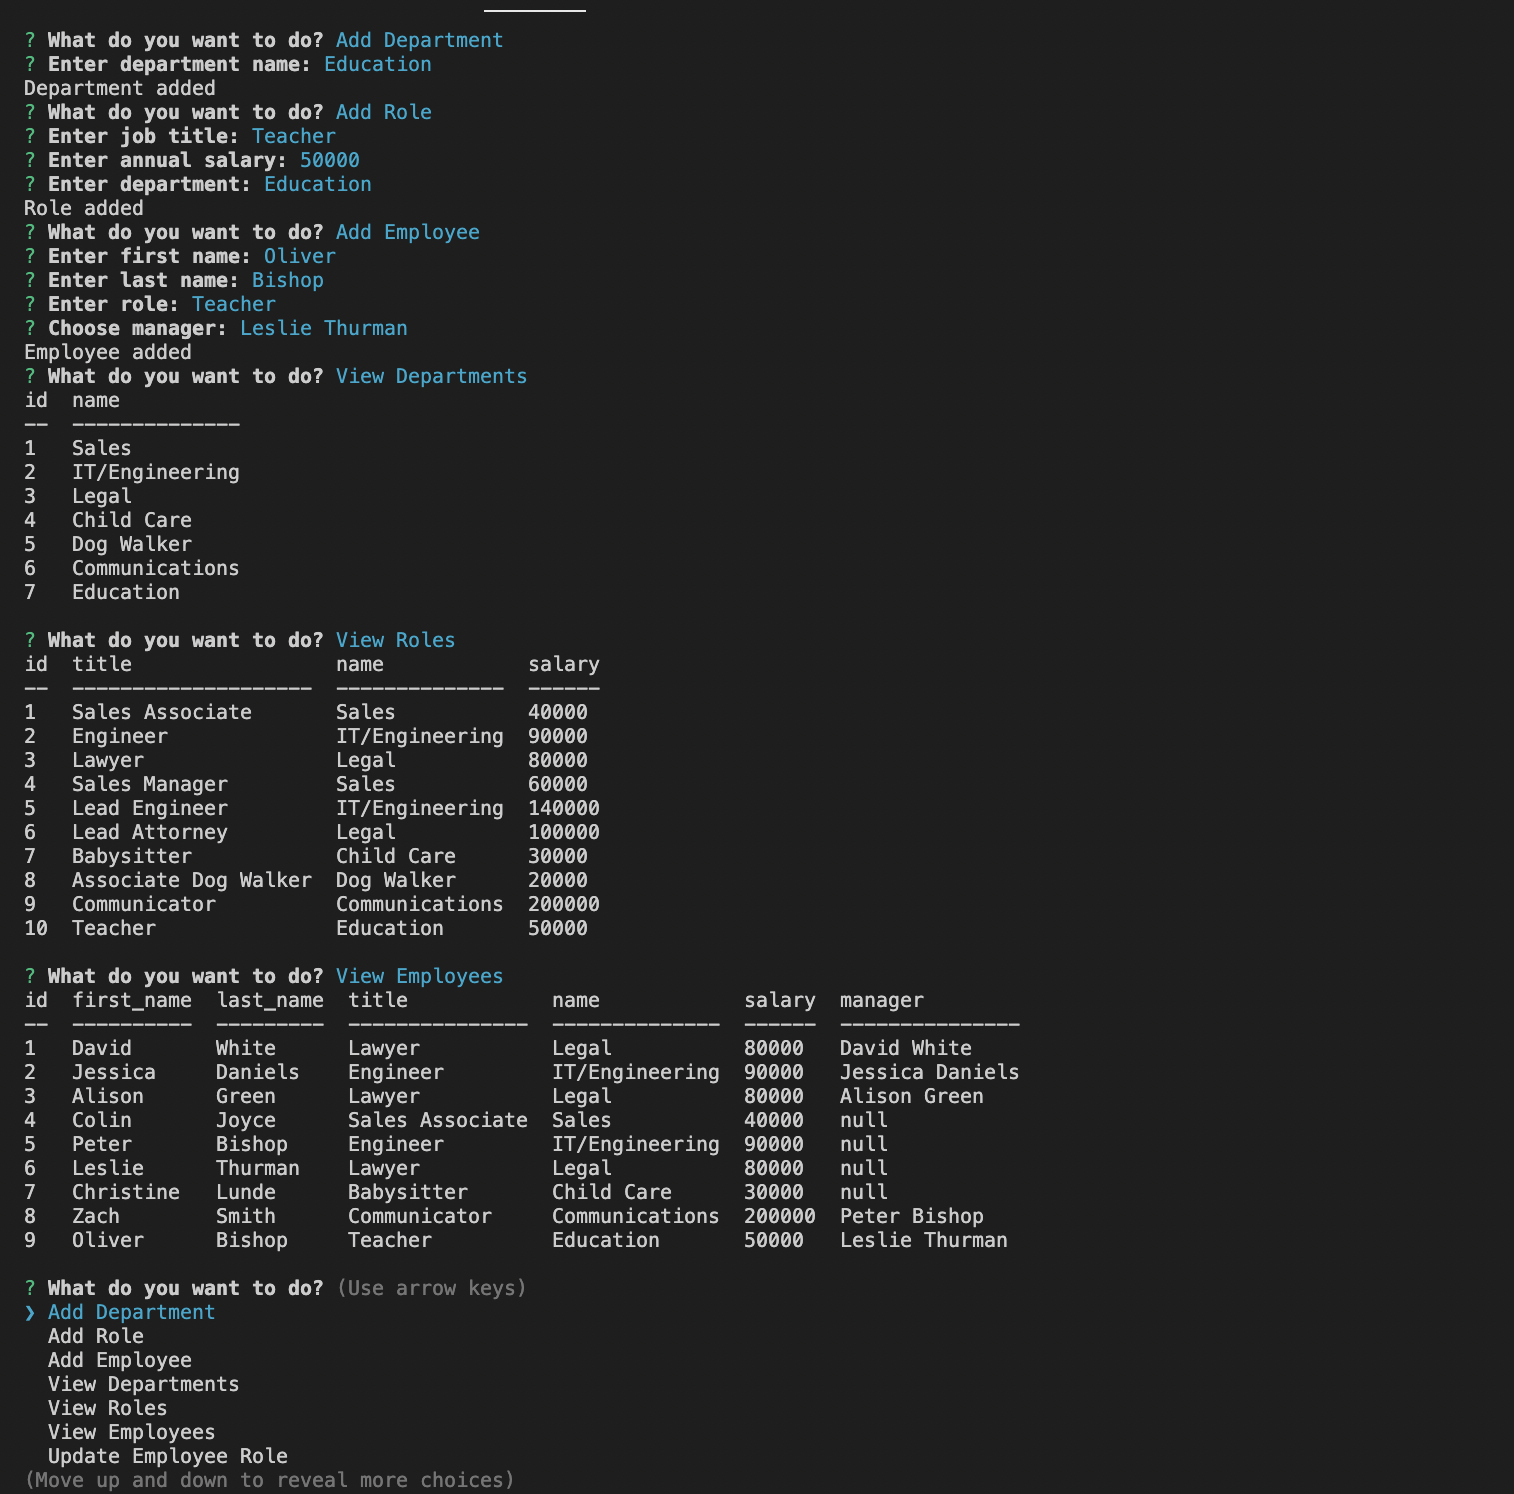 ? What do you want to do? Add Department
? Enter department name: Education
Department added
? What do you want to do? Add Role
? Enter job title: Teacher
? Enter annual salary: 50000
? Enter department: Education
Role added
? What do you want to do? Add Employee
? Enter first name: Oliver
? Enter last name: Bishop
? Enter role: Teacher
? Choose manager: Leslie Thurman
Employee added
? What do you want to do? View Departments
id  name
--  --------------
1   Sales
2   IT/Engineering
3   Legal
4   Child Care
5   Dog Walker
6   Communications
7   Education
? What do you want to do? View Roles
id  title                 name            salary
--  --------------------  --------------  ------
1   Sales Associate       Sales           40000
2   Engineer              IT/Engineering  90000
3   Lawyer                Legal           80000
4   Sales Manager         Sales           60000
5   Lead Engineer         IT/Engineering  140000
6   Lead Attorney         Legal           100000
7   Babysitter            Child Care      30000
8   Associate Dog Walker  Dog Walker      20000
9   Communicator          Communications  200000
10  Teacher               Education       50000
? What do you want to do? View Employees
id  first_name  last_name  title            name            salary  manager
--  ----------  ---------  ---------------  --------------  ------  ---------------
1   David       White      Lawyer           Legal           80000   David White
2   Jessica     Daniels    Engineer         IT/Engineering  90000   Jessica Daniels
3   Alison      Green      Lawyer           Legal           80000   Alison Green
4   Colin       Joyce      Sales Associate  Sales           40000   null
5   Peter       Bishop     Engineer         IT/Engineering  90000   null
6   Leslie      Thurman    Lawyer           Legal           80000   null
7   Christine   Lunde      Babysitter       Child Care      30000   null
8   Zach        Smith      Communicator     Communications  200000  Peter Bishop
9   Oliver      Bishop     Teacher          Education       50000   Leslie Thurman
? What do you want to do? (Use arrow keys)
❯ Add Department
  Add Role
  Add Employee
  View Departments
  View Roles
  View Employees
  Update Employee Role
(Move up and down to reveal more choices)